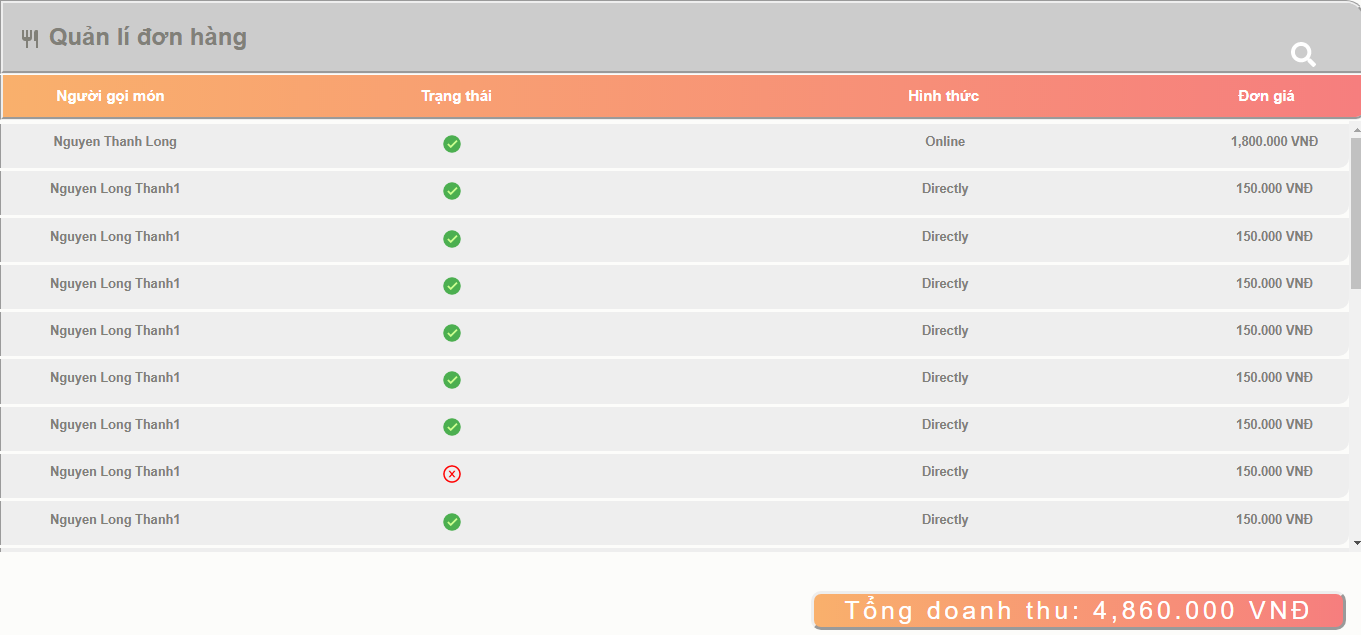 Quản lí đơn hàng
Người gọi món Trạng thái Hình thức Đơn giá
Nguyen Thanh Long Online 1,800.000 VNĐ
Nguyen Long Thanh1 Directly 150.000 VNĐ
Nguyen Long Thanh1 Directly 150.000 VNĐ
Nguyen Long Thanh1 Directly 150.000 VNĐ
Nguyen Long Thanh1 Directly 150.000 VNĐ
Nguyen Long Thanh1 Directly 150.000 VNĐ
Nguyen Long Thanh1 Directly 150.000 VNĐ
Nguyen Long Thanh1 Directly 150.000 VNĐ
Nguyen Long Thanh1 Directly 150.000 VNĐ
Tổng doanh thu: 4,860.000 VNĐ